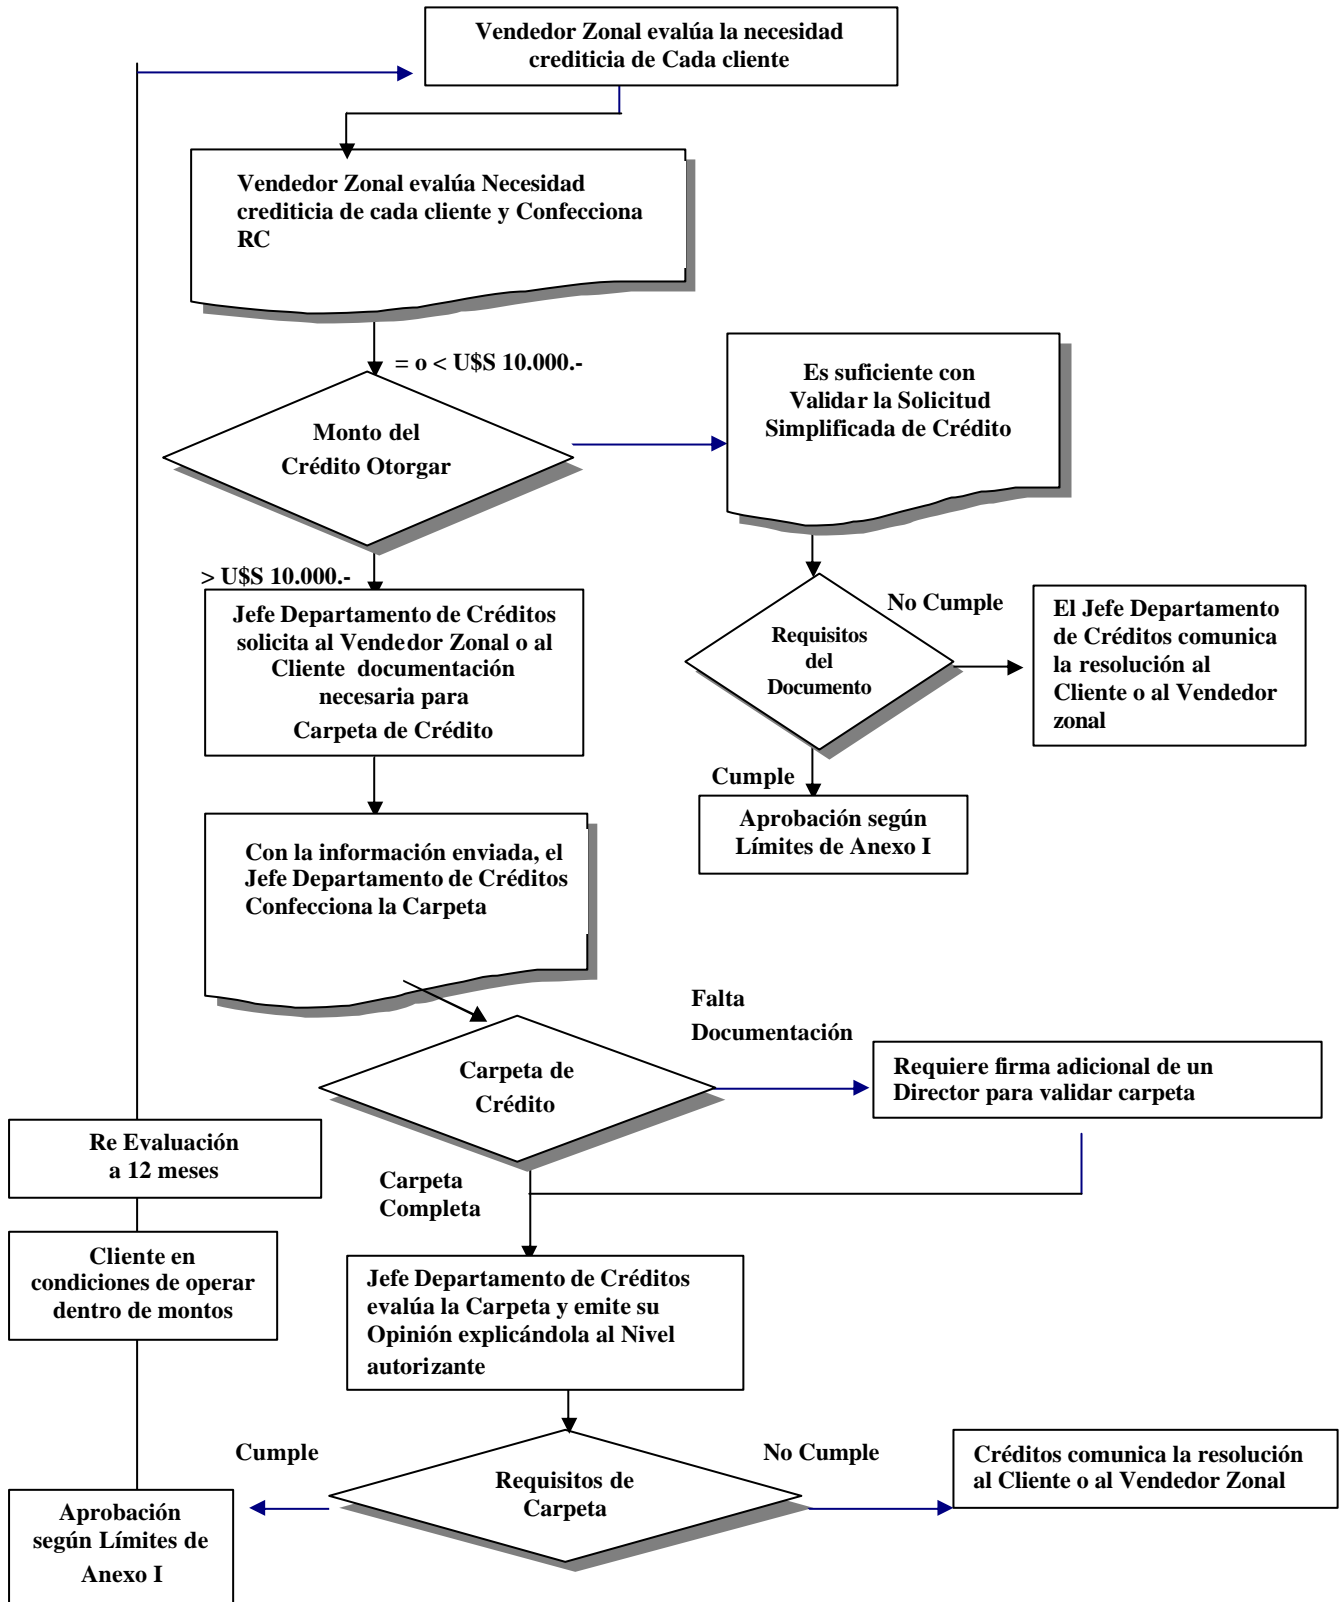 Vendedor Zonal evalúa la necesidad
crediticia de Cada cliente
Vendedor Zonal evalúa Necesidad
crediticia de cada cliente y Confecciona
RC
= o < U$S 10.000.-
Monto del
Crédito Otorgar
Es suficiente con
Validar la Solicitud
Simplificada de Crédito
> U$S 10.000.-
Jefe Departamento de Créditos
solicita al Vendedor Zonal o al
Cliente documentación
necesaria para
Carpeta de Crédito
Requisitos
del
Documento
No Cumple
El Jefe Departamento
de Créditos comunica
la resolución al
Cliente o al Vendedor
zonal
Cumple
Aprobación según
Límites de Anexo I
Con la información enviada, el
Jefe Departamento de Créditos
Confecciona la Carpeta
Falta
Documentación
Carpeta de
Crédito
Requiere firma adicional de un
Director para validar carpeta
Re Evaluación
a 12 meses
Carpeta
Completa
Cliente en
condiciones de operar
dentro de montos
Jefe Departamento de Créditos
evalúa la Carpeta y emite su
Opinión explicándola al Nivel
autorizante
Cumple
No Cumple
Requisitos de
Carpeta
Créditos comunica la resolución
al Cliente o al Vendedor Zonal
Aprobación
según Límites de
Anexo I